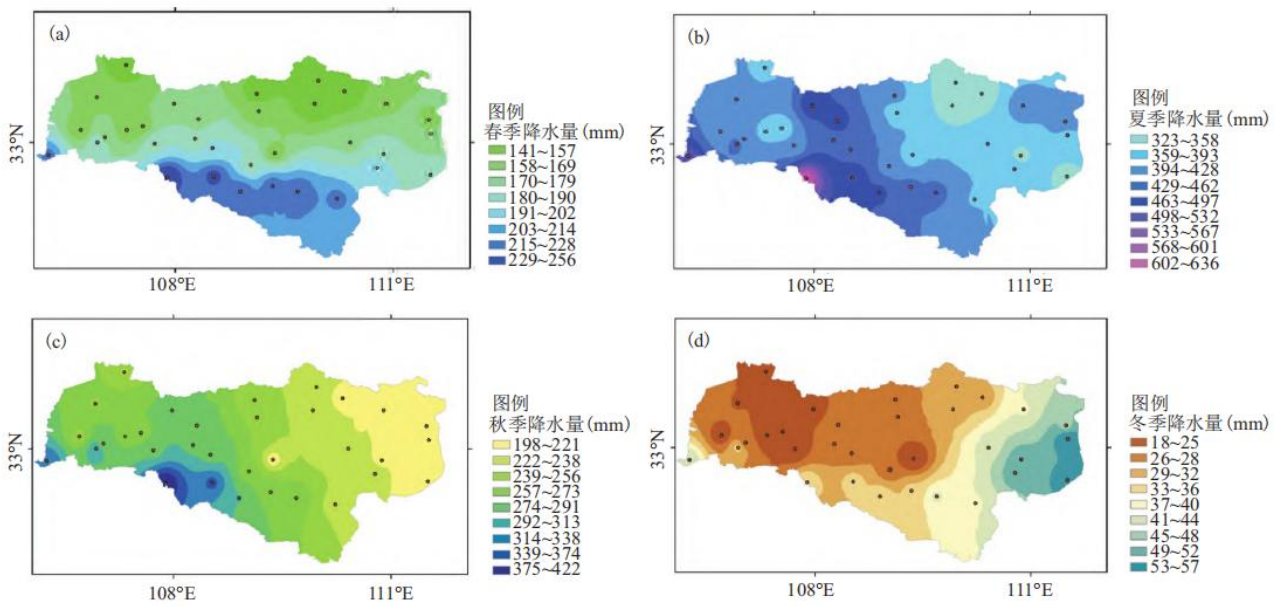 (a)
33°N
108°E
111°E
图例
春季降水量(mm)
141~157
158~169
170~179
180~190
191~202
203~214
215~228
229~256
(b)
33°N
108°E
111°E
图例
夏季降水量(mm)
323~358
359~393
394~428
429~462
463~497
498~532
533~567
568~601
602~636
(c)
33°N
108°E
111°E
图例
秋季降水量(mm)
198~221
222~238
239~256
257~273
274~291
292~313
314~338
339~374
375~422
(d)
33°N
108°E
111°E
图例
冬季降水量(mm)
18~25
26~28
29~32
33~36
37~40
41~44
45~48
49~52
53~57